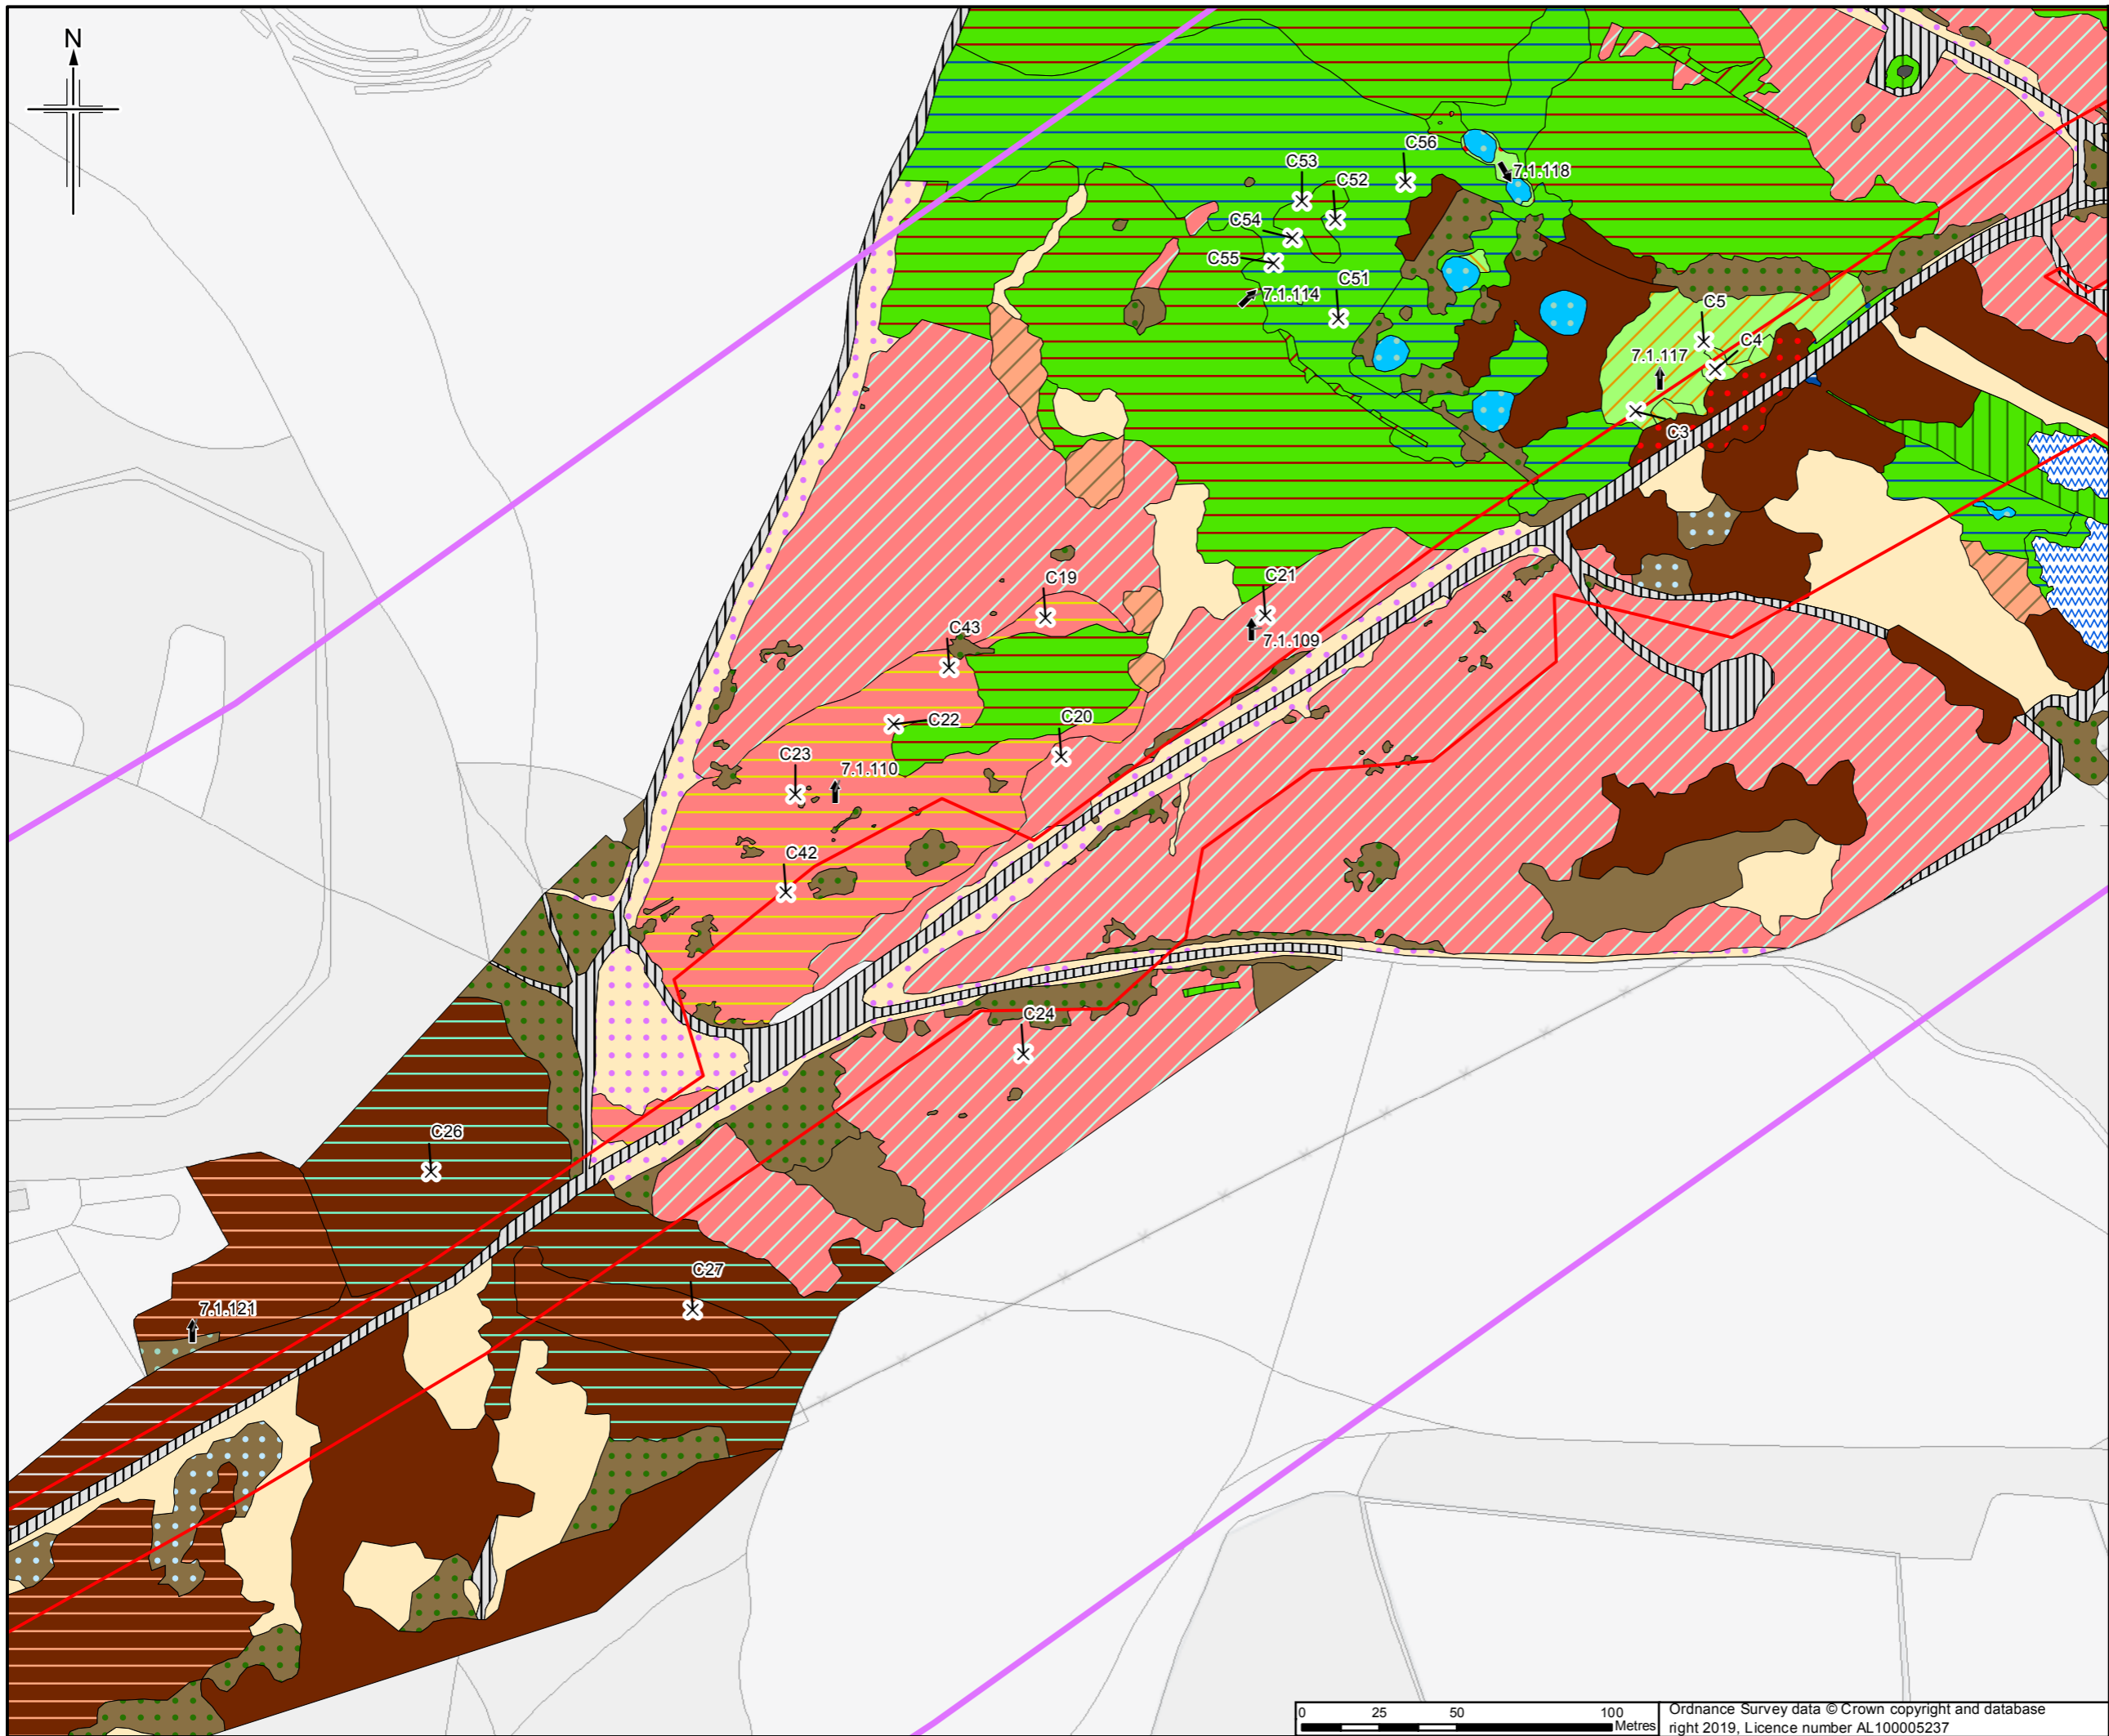 N
C56
C53
7.1.118
C52
C54
C55
C51
7.1.114
C5
C4
7.1.117
C3
C19
C21
C43
7.1.109
C22
C20
C23
7.1.110
C42
C24
C26
C27
7.1.121
0 25 50 100
Metres
Ordnance Survey data © Crown copyright and database
right 2019, Licence number AL100005237